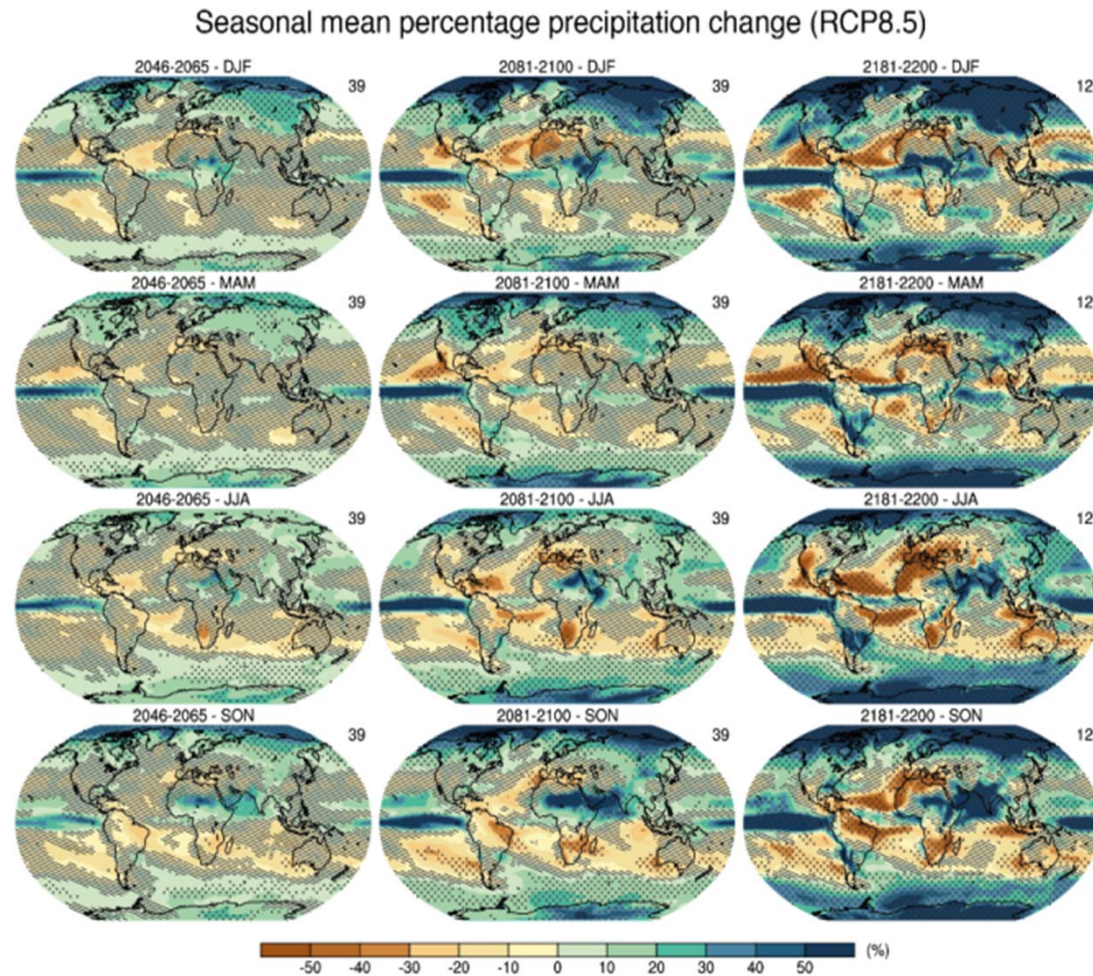 Seasonal mean percentage precipitation change (RCP8.5)
2046-2065 - DJF 39
2081-2100 - DJF 39
2181-2200 - DJF 12
2046-2065 - MAM 39
2081-2100 - MAM 39
2181-2200 - MAM 12
2046-2065 - JJA 39
2081-2100 - JJA 39
2181-2200 - JJA 12
2046-2065 - SON 39
2081-2100 - SON 39
2181-2200 - SON 12
-50 -40 -30 -20 -10 0 10 20 30 40 50 (%)